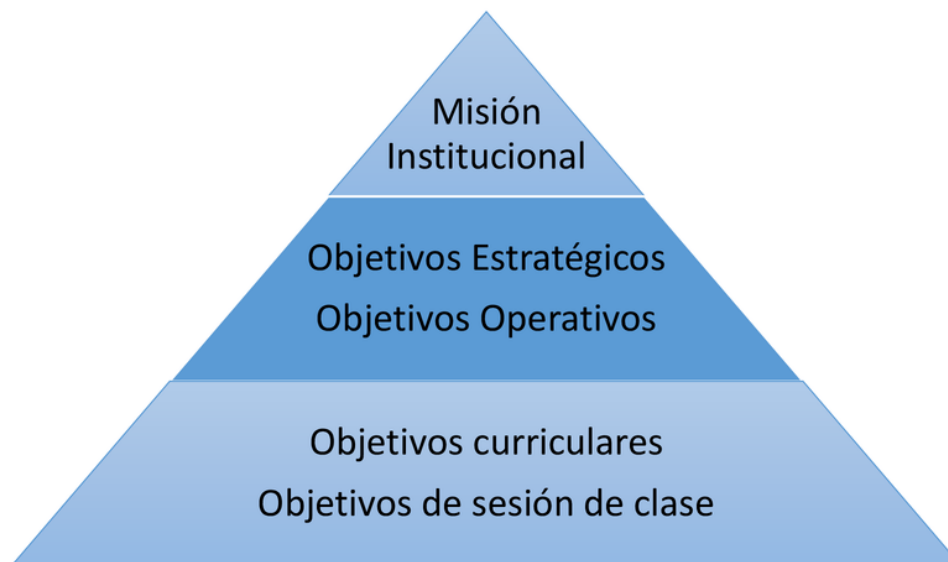 Misión
Institucional
Objetivos Estratégicos
Objetivos Operativos
Objetivos curriculares
Objetivos de sesión de clase